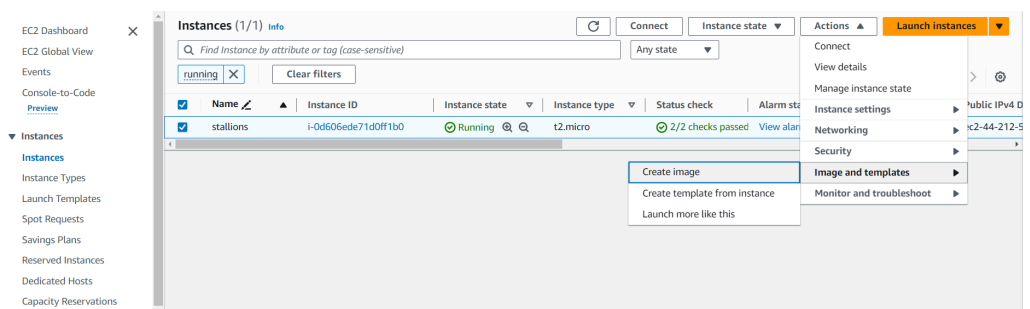 EC2 Dashboard
EC2 Global View
Events
Console-to-Code
Preview
Instances
Instances
Instance Types
Launch Templates
Spot Requests
Savings Plans
Reserved Instances
Dedicated Hosts
Capacity Reservations
Instances (1/1) Info
Connect
Instance state
Actions
Launch instances
Find Instance by attribute or tag (case-sensitive)
Any state
running
Clear filters
Name
Instance ID
Instance state
Instance type
Status check
Alarm sta
Public IPv4 D
stallions
i-0d606ede71d0ff1b0
Running
t2.micro
2/2 checks passed
View alan
ec2-44-212-5
Connect
View details
Manage instance state
Instance settings
Networking
Security
Image and templates
Monitor and troubleshoot
Create image
Create template from instance
Launch more like this